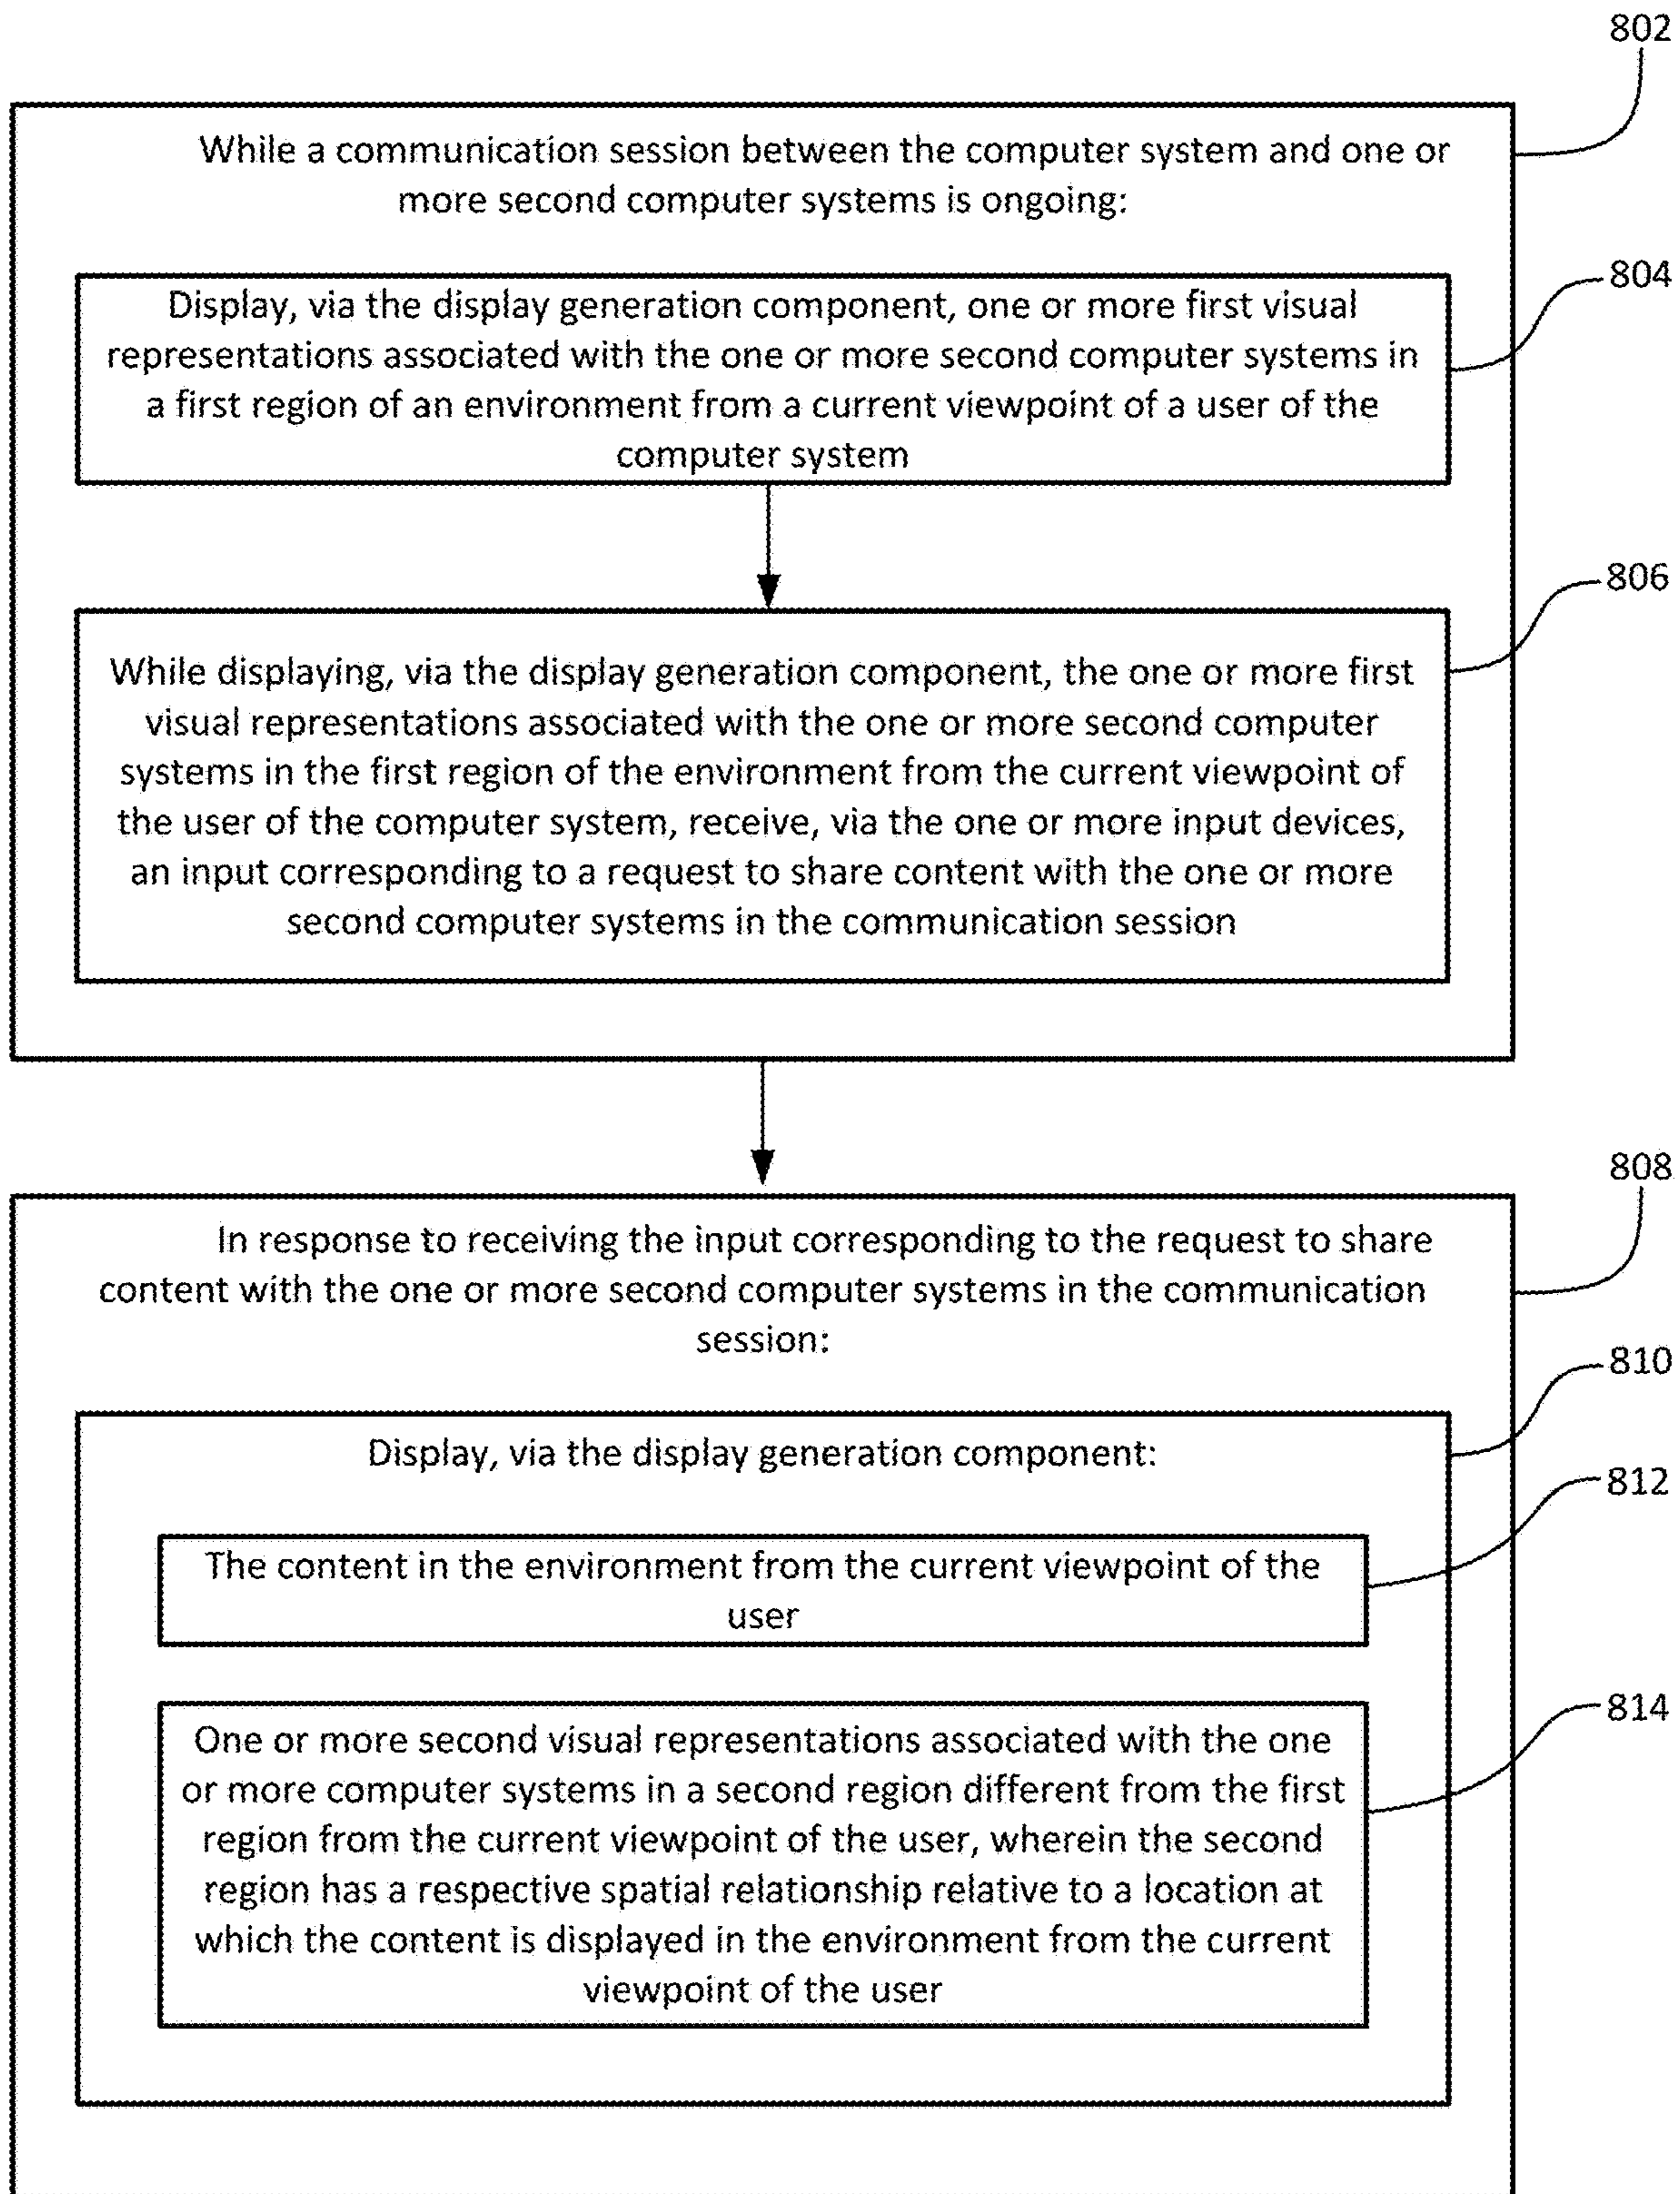 802
While a communication session between the computer system and one or
more second computer systems is ongoing:
804
Display, via the display generation component, one or more first visual
representations associated with the one or more second computer systems in
a first region of an environment from a current viewpoint of a user of the
computer system
806
While displaying, via the display generation component, the one or more first
visual representations associated with the one or more second computer
systems in the first region of the environment from the current viewpoint of
the user of the computer system, receive, via the one or more input devices,
an input corresponding to a request to share content with the one or more
second computer systems in the communication session
808
In response to receiving the input corresponding to the request to share
content with the one or more second computer systems in the communication
session:
810
Display, via the display generation component:
812
The content in the environment from the current viewpoint of the
user
814
One or more second visual representations associated with the one
or more computer systems in a second region different from the first
region from the current viewpoint of the user, wherein the second
region has a respective spatial relationship relative to a location at
which the content is displayed in the environment from the current
viewpoint of the user